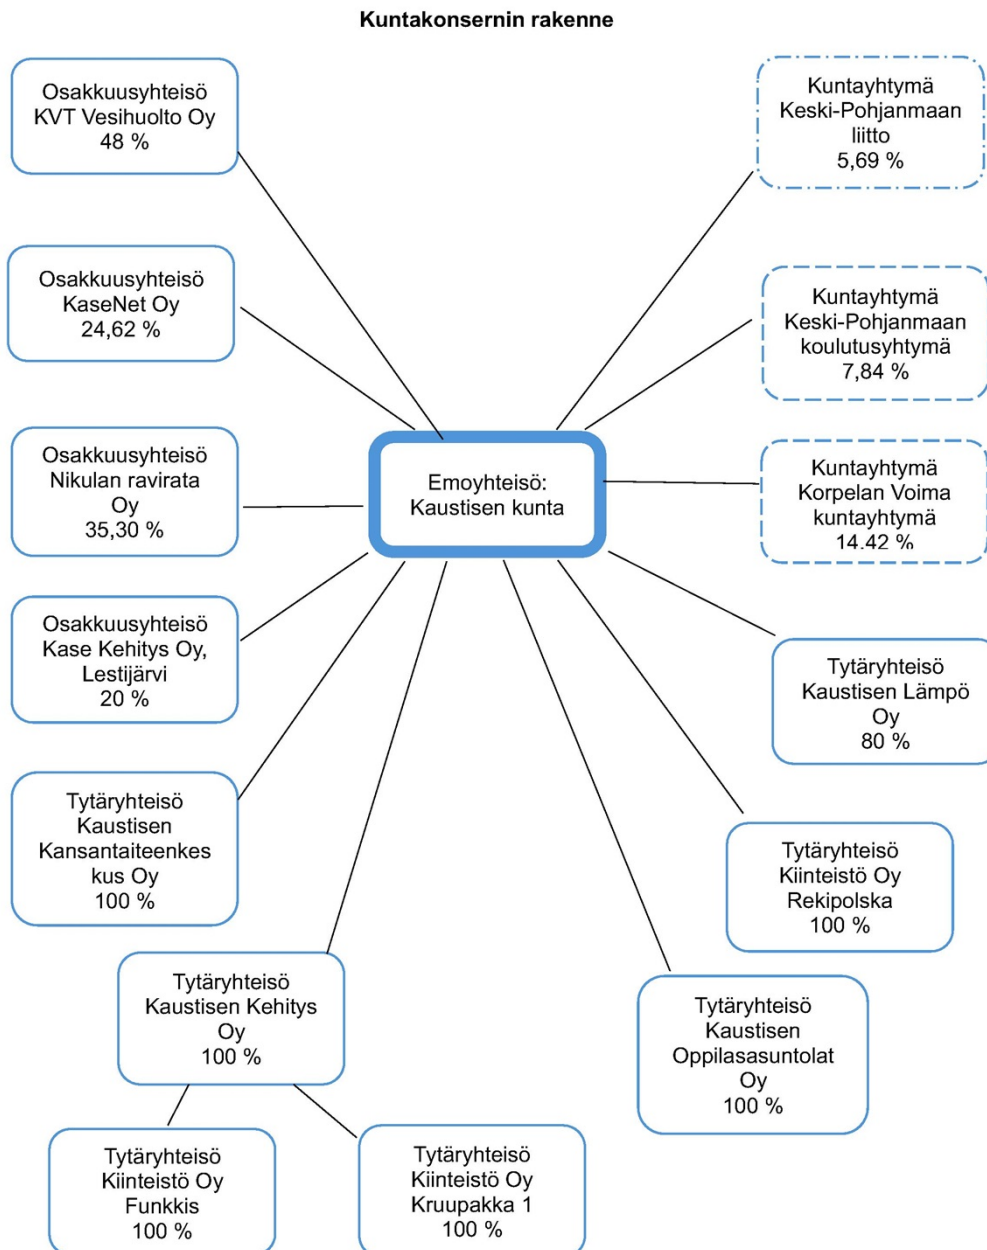 Kuntakonsernin rakenne
Osakkuusyhteisö
KVT Vesihuolto Oy
48 %
Kuntayhtymä
Keski-Pohjanmaan
liitto
5,69 %
Osakkuusyhteisö
KaseNet Oy
24,62 %
Kuntayhtymä
Keski-Pohjanmaan
koulutusyhtymä
7,84 %
Osakkuusyhteisö
Nikulan ravirata
Oy
35,30 %
Emoyhteisö:
Kaustisen kunta
Kuntayhtymä
Korpelan Voima
kuntayhtymä
14.42 %
Osakkuusyhteisö
Kase Kehitys Oy,
Lestijärvi
20 %
Tytäryhteisö
Kaustisen Lämpö
Oy
80 %
Tytäryhteisö
Kaustisen
Kansantaiteenkes
kus Oy
100 %
Tytäryhteisö
Kiinteistö Oy
Rekipolska
100 %
Tytäryhteisö
Kaustisen Kehitys
Oy
100 %
Tytäryhteisö
Kaustisen
Oppilasasuntolat
Oy
100 %
Tytäryhteisö
Kiinteistö Oy
Funkkis
100 %
Tytäryhteisö
Kiinteistö Oy
Kruupakka 1
100 %